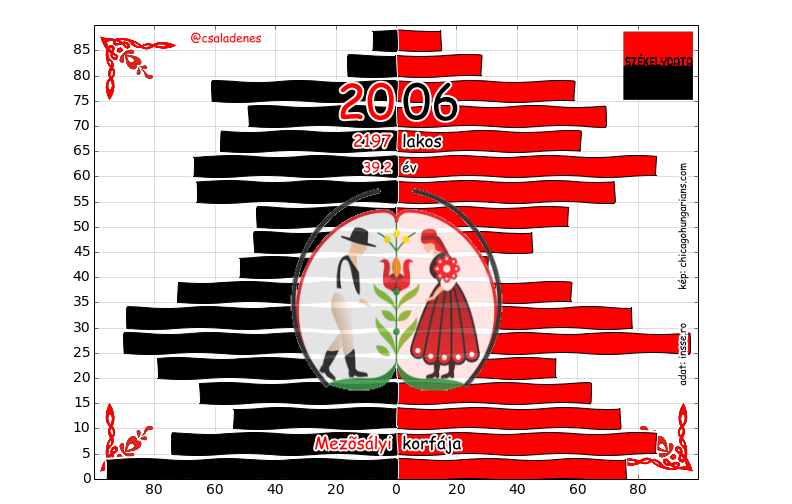 @csaladenes
SZÉKELYDATA
2006
2197 lakos
39.2 év
kép: chicagohungarians.com
adat: insse.ro
Mezősályi korfája
85
80
75
70
65
60
55
50
45
40
35
30
25
20
15
10
5
0
80 60 40 20 0 20 40 60 80